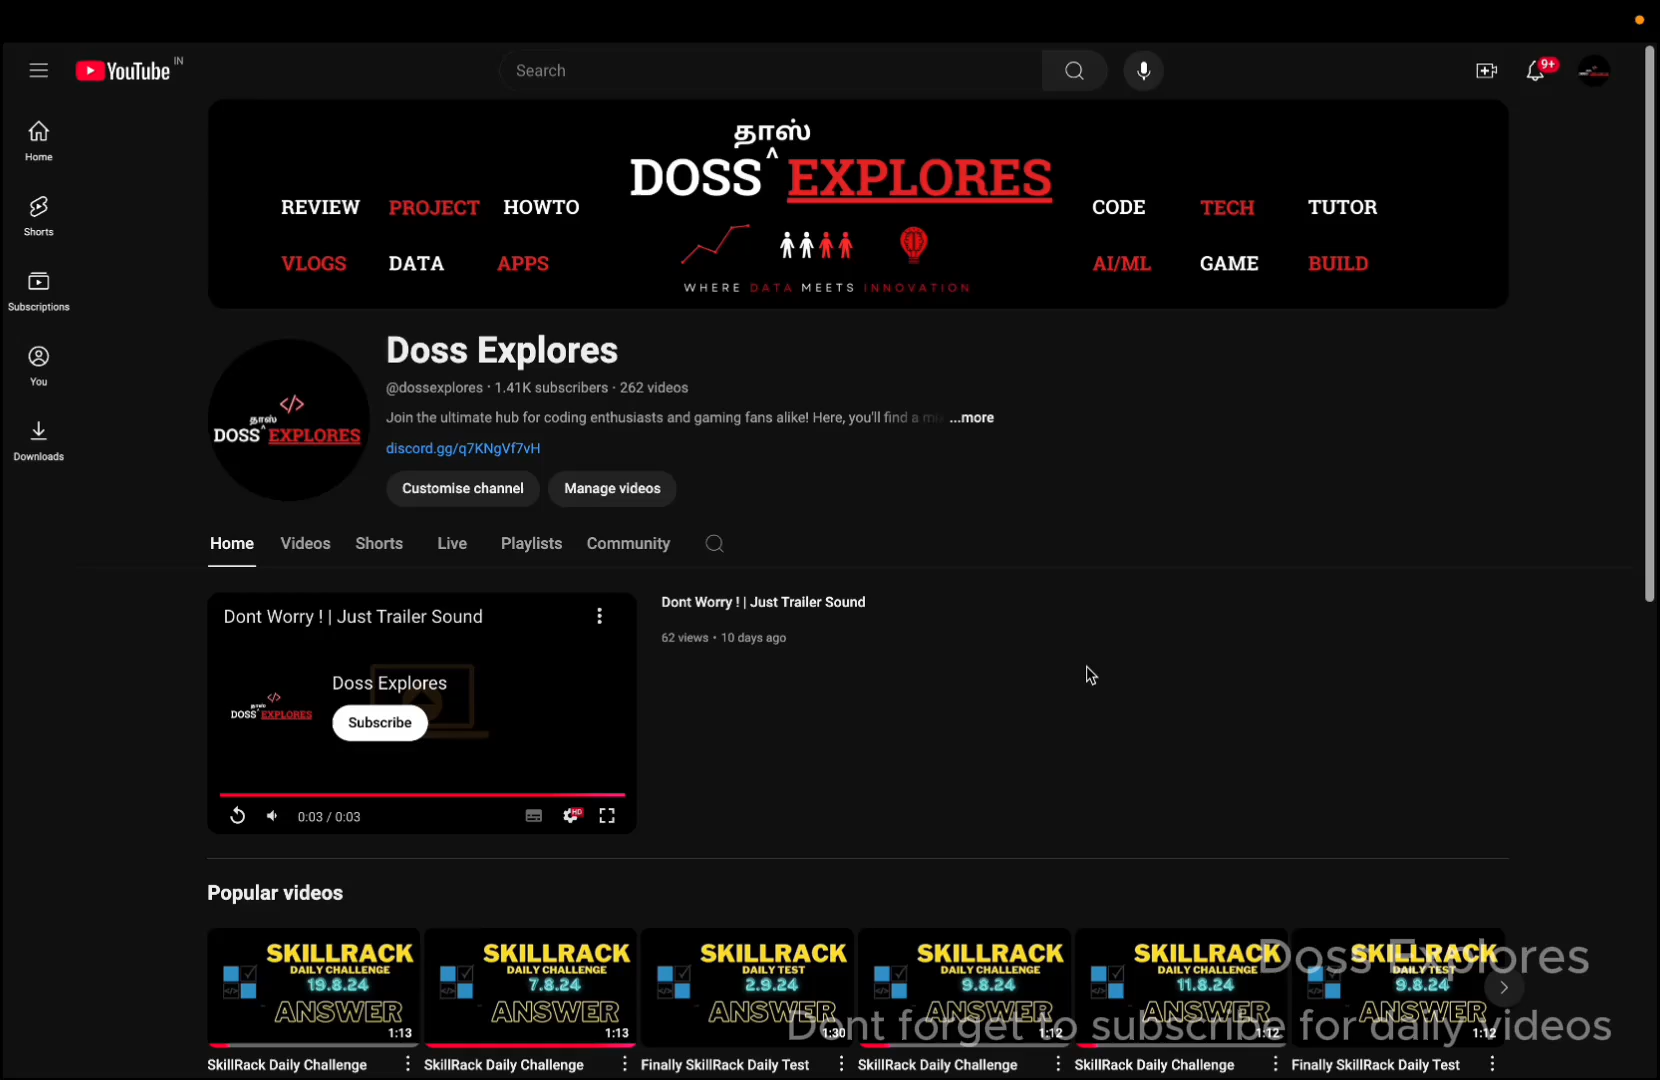 YouTube IN
Search
9+
Home
Shorts
Subscriptions
You
Downloads
தாஸ்
DOSS ^ EXPLORES
REVIEW PROJECT HOWTO
VLOGS DATA APPS
CODE TECH TUTOR
AI/ML GAME BUILD
WHERE DATA MEETS INNOVATION
</>
தாஸ்
DOSS ^ EXPLORES
Doss Explores
@dossexplores · 1.41K subscribers · 262 videos
Join the ultimate hub for coding enthusiasts and gaming fans alike! Here, you'll find a ...more
discord.gg/q7KNgVf7vH
Customise channel Manage videos
Home Videos Shorts Live Playlists Community
Dont Worry ! | Just Trailer Sound
Doss Explores
</>
DOSS EXPLORES
Subscribe
0:03 / 0:03
HD
Dont Worry ! | Just Trailer Sound
62 views • 10 days ago
Popular videos
SKILLRACK
DAILY CHALLENGE
19.8.24
ANSWER
1:13
SkillRack Daily Challenge
SKILLRACK
DAILY CHALLENGE
7.8.24
ANSWER
1:13
SkillRack Daily Challenge
SKILLRACK
DAILY TEST
2.9.24
ANSWER
1:30
Finally SkillRack Daily Test
SKILLRACK
DAILY CHALLENGE
9.8.24
ANSWER
1:12
SkillRack Daily Challenge
SKILLRACK
DAILY CHALLENGE
11.8.24
ANSWER
1:12
SkillRack Daily Challenge
SKILLRACK
DAILY TEST
9.8.24
ANSWER
1:12
Finally SkillRack Daily Test
Doss Explores
Dont forget to subscribe for daily videos